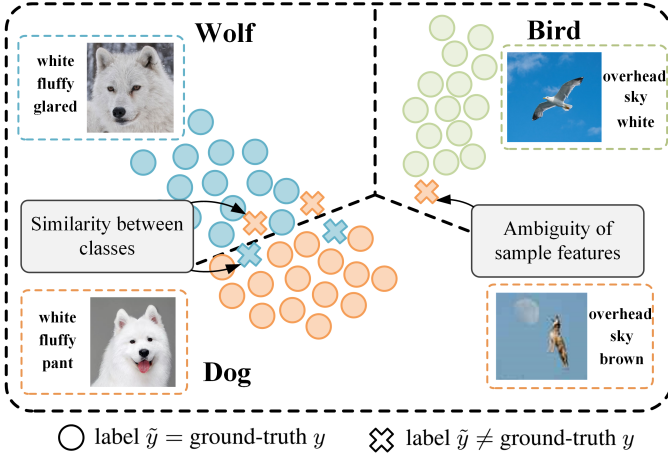 Wolf
Bird
white
fluffy
glared
overhead
sky
white
Similarity between
classes
Ambiguity of
sample features
white
fluffy
pant
Dog
overhead
sky
brown
label ỹ = ground-truth y
label ỹ ≠ ground-truth y